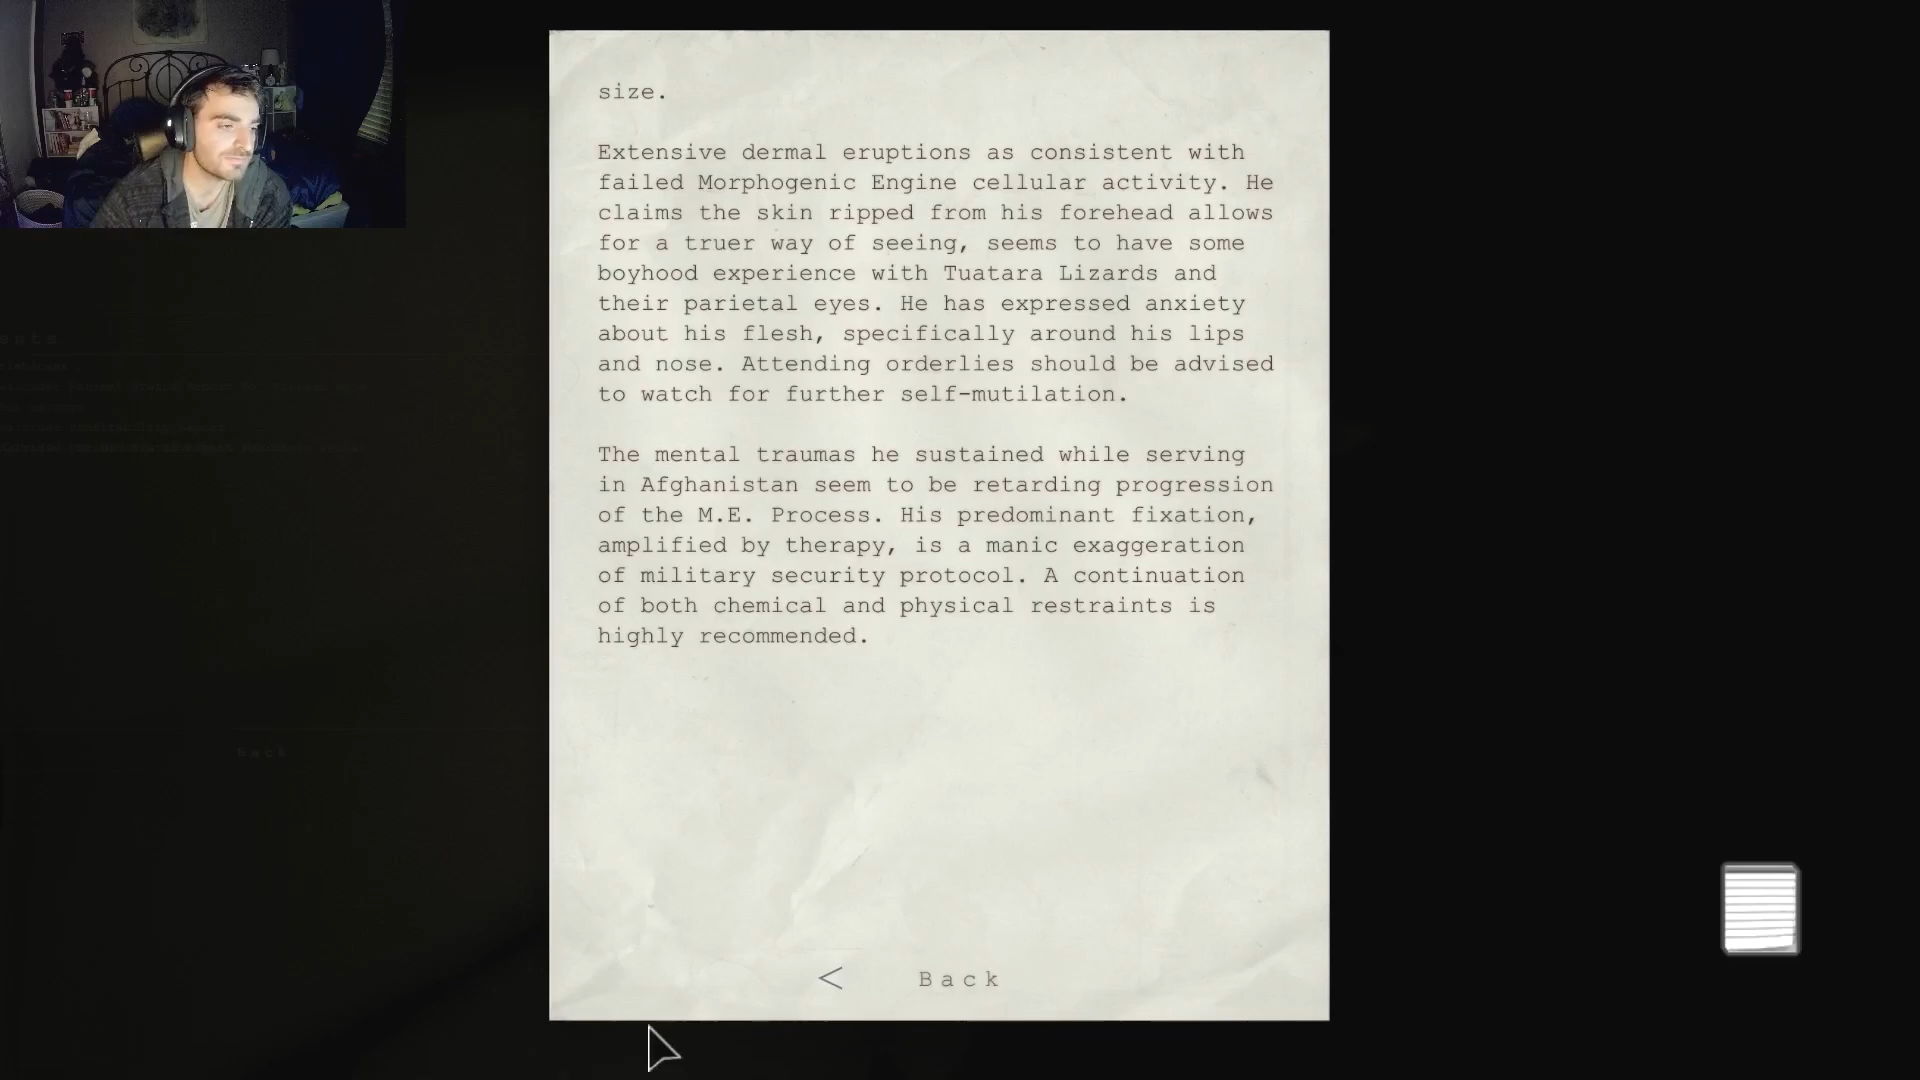 size.
Extensive dermal eruptions as consistent with
failed Morphogenic Engine cellular activity. He
claims the skin ripped from his forehead allows
for a truer way of seeing, seems to have some
boyhood experience with Tuatara Lizards and
their parietal eyes. He has expressed anxiety
about his flesh, specifically around his lips
and nose. Attending orderlies should be advised
to watch for further self-mutilation.
The mental traumas he sustained while serving
in Afghanistan seem to be retarding progression
of the M.E. Process. His predominant fixation,
amplified by therapy, is a manic exaggeration
of military security protocol. A continuation
of both chemical and physical restraints is
highly recommended.
< Back
Back